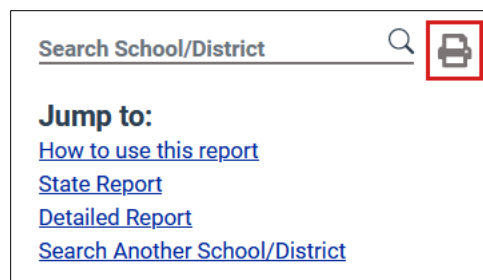 Search School/District
Jump to:
How to use this report
State Report
Detailed Report
Search Another School/District